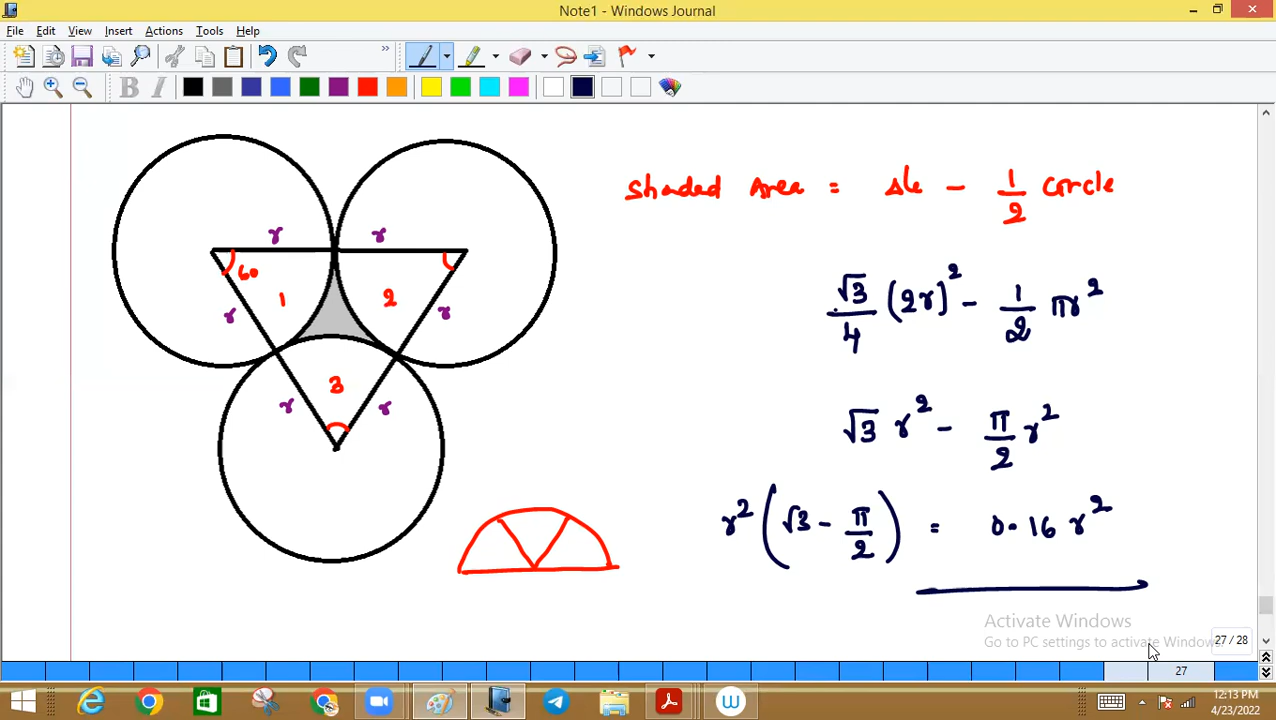 Note1 - Windows Journal
File Edit View Insert Actions Tools Help
B I
Shaded Area = Δle - 1/2 circle
r r
60
1 2
r r
√3/4 (2r)² - 1/2 πr²
3
r r
√3 r² - π/2 r²
r² (√3 - π/2) = 0.16 r²
Activate Windows
Go to PC settings to activate Windows.
27 / 28
27
W
12:13 PM
4/23/2022